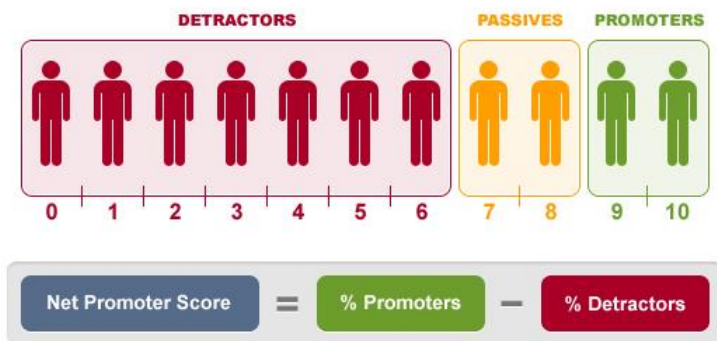 DETRACTORS PASSIVES PROMOTERS
0 1 2 3 4 5 6 7 8 9 10
Net Promoter Score = % Promoters − % Detractors